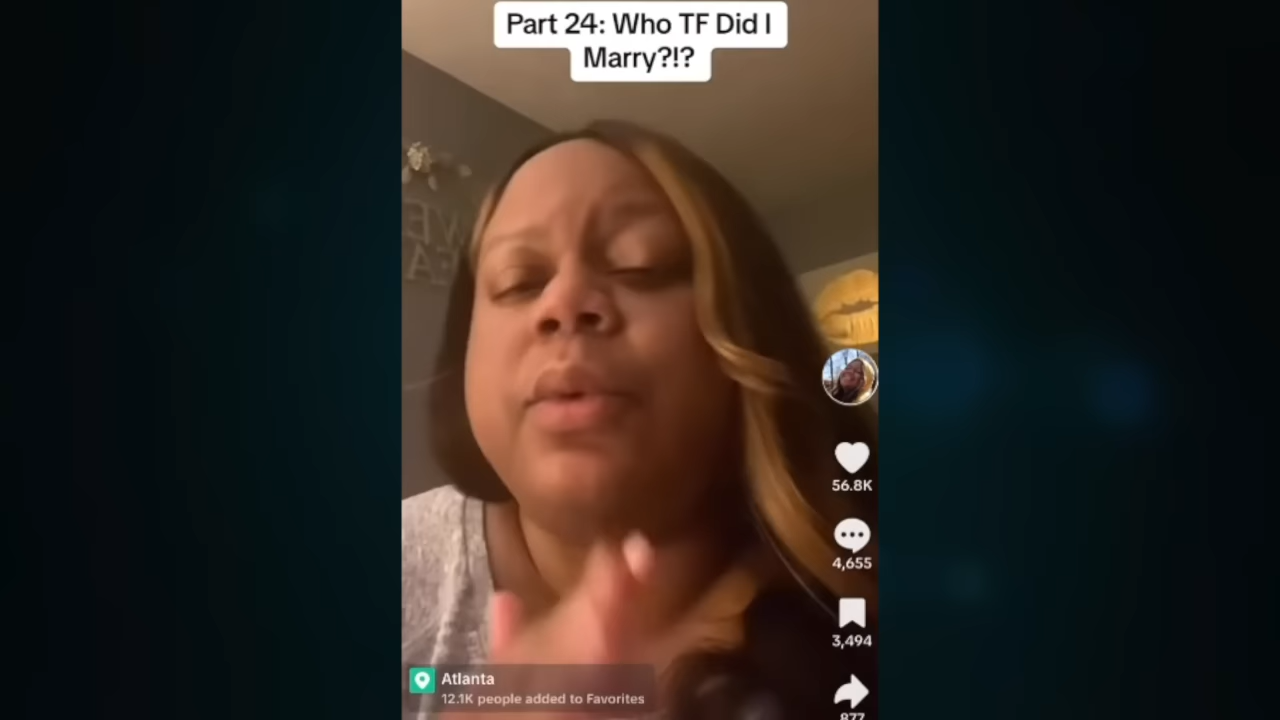 Part 24: Who TF Did I
Marry?!?
56.8K
4,655
3,494
Atlanta
12.1K people added to Favorites
877